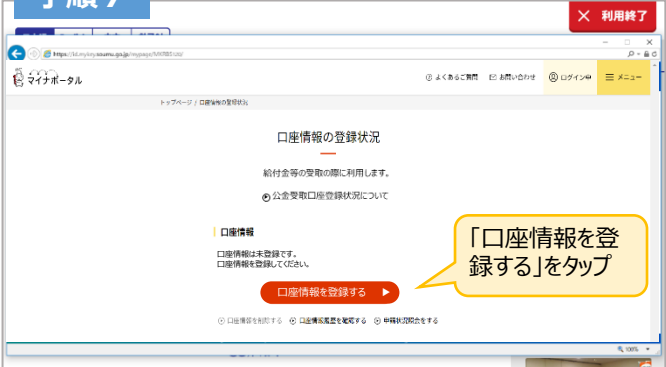 手順7
× 利用終了
マイナポータル
よくあるご質問
お問い合わせ
ログイン中
メニュー
トップページ / 口座情報の登録状況
口座情報の登録状況
給付金等の受取の際に利用します。
公金受取口座登録状況について
口座情報
口座情報は未登録です。
口座情報を登録してください。
口座情報を登録する
口座情報を削除する
口座情報履歴を確認する
申請状況照会をする
「口座情報を登
録する」をタップ
100%